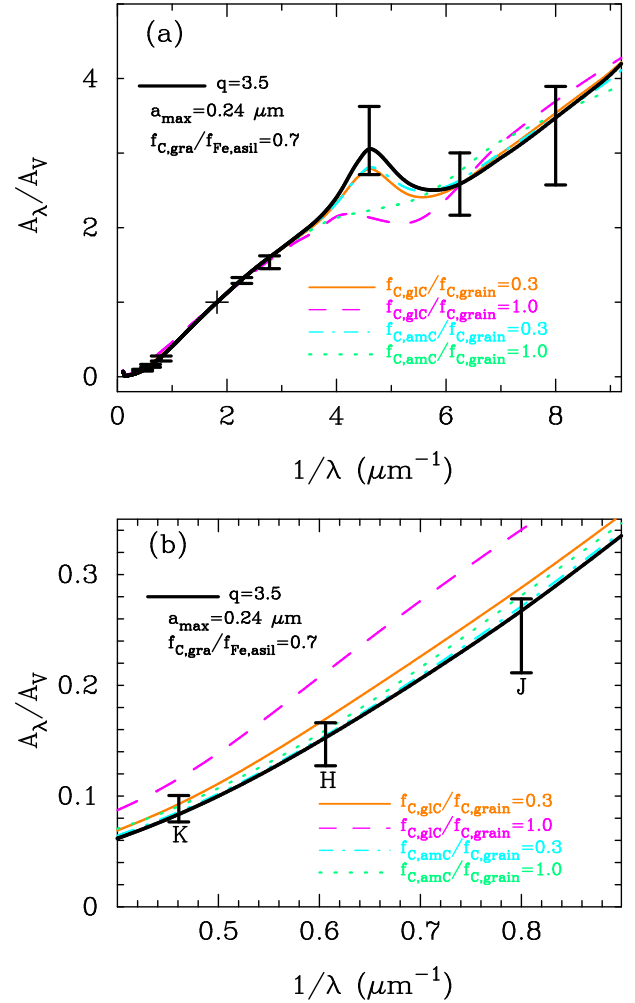 (a)
q=3.5
a_max=0.24 μm
f_C,gra/f_Fe,asil=0.7
4
2
0
A_λ/A_V
f_C,glC/f_C,grain=0.3
f_C,glC/f_C,grain=1.0
f_C,amC/f_C,grain=0.3
f_C,amC/f_C,grain=1.0
0 2 4 6 8
1/λ (μm⁻¹)
(b)
q=3.5
a_max=0.24 μm
f_C,gra/f_Fe,asil=0.7
0.3
0.2
0.1
0
A_λ/A_V
J
H
K
f_C,glC/f_C,grain=0.3
f_C,glC/f_C,grain=1.0
f_C,amC/f_C,grain=0.3
f_C,amC/f_C,grain=1.0
0.5 0.6 0.7 0.8
1/λ (μm⁻¹)